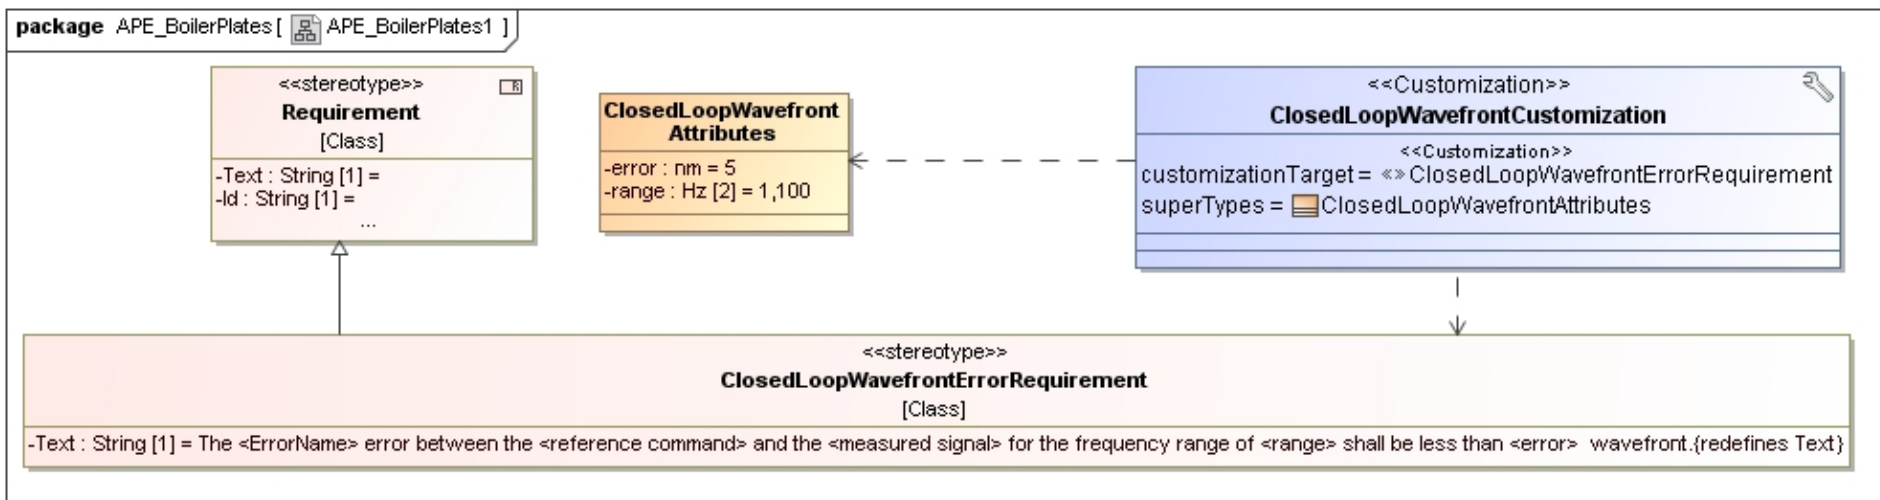 package APE_BoilerPlates [ APE_BoilerPlates1 ]
<<stereotype>>
Requirement
[Class]
-Text : String [1] =
-Id : String [1] =
...
ClosedLoopWavefront
Attributes
-error : nm = 5
-range : Hz [2] = 1,100
<<Customization>>
ClosedLoopWavefrontCustomization
<<Customization>>
customizationTarget = «»ClosedLoopWavefrontErrorRequirement
superTypes = ClosedLoopWavefrontAttributes
<<stereotype>>
ClosedLoopWavefrontErrorRequirement
[Class]
-Text : String [1] = The <ErrorName> error between the <reference command> and the <measured signal> for the frequency range of <range> shall be less than <error>  wavefront.{redefines Text}